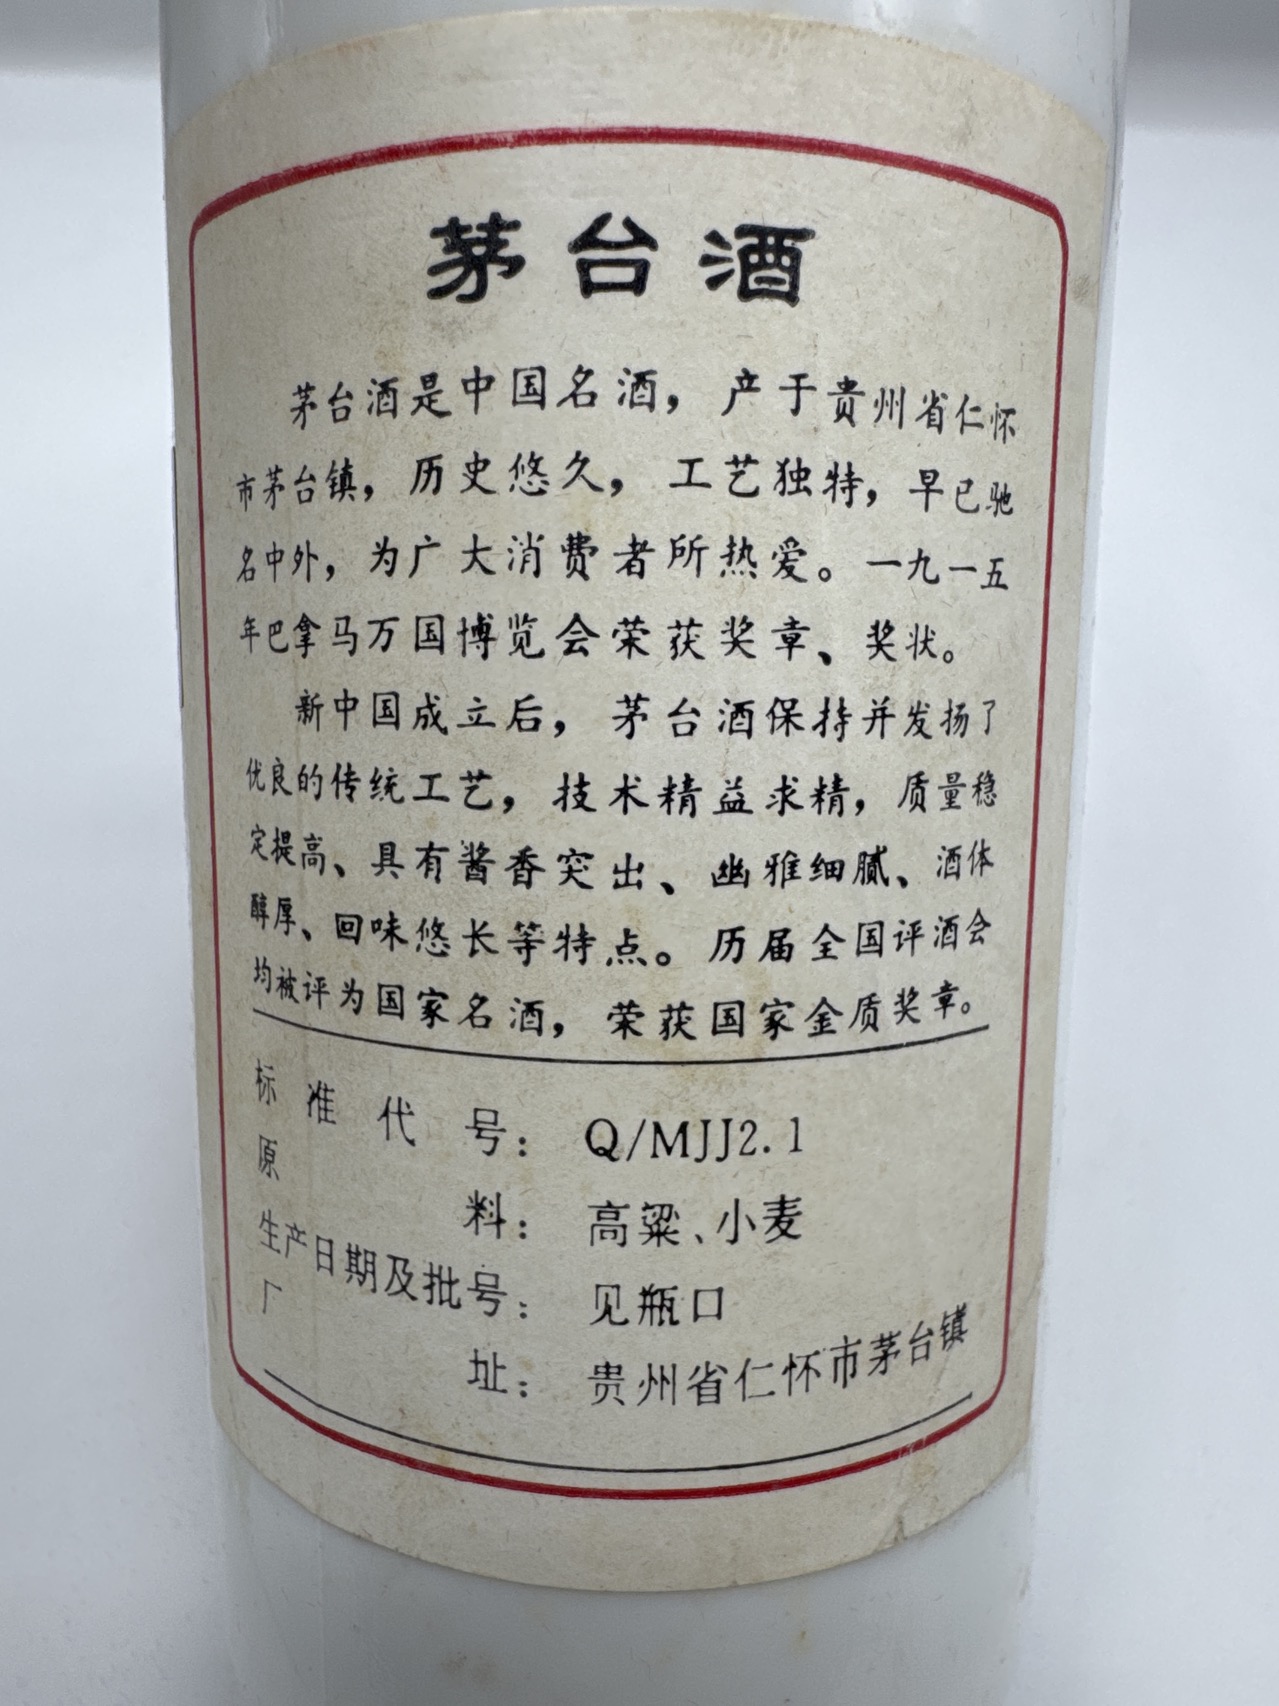 茅台酒
茅台酒是中国名酒，产于贵州省仁怀
市茅台镇，历史悠久，工艺独特，早已驰
名中外，为广大消费者所热爱。一九一五
年巴拿马万国博览会荣获奖章、奖状。
新中国成立后，茅台酒保持并发扬了
优良的传统工艺，技术精益求精，质量稳
定提高、具有酱香突出、幽雅细腻、酒体
醇厚、回味悠长等特点。历届全国评酒会
均被评为国家名酒，荣获国家金质奖章。
标准代号：Q/MJJ2.1
原料：高粱、小麦
生产日期及批号：见瓶口
厂址：贵州省仁怀市茅台镇